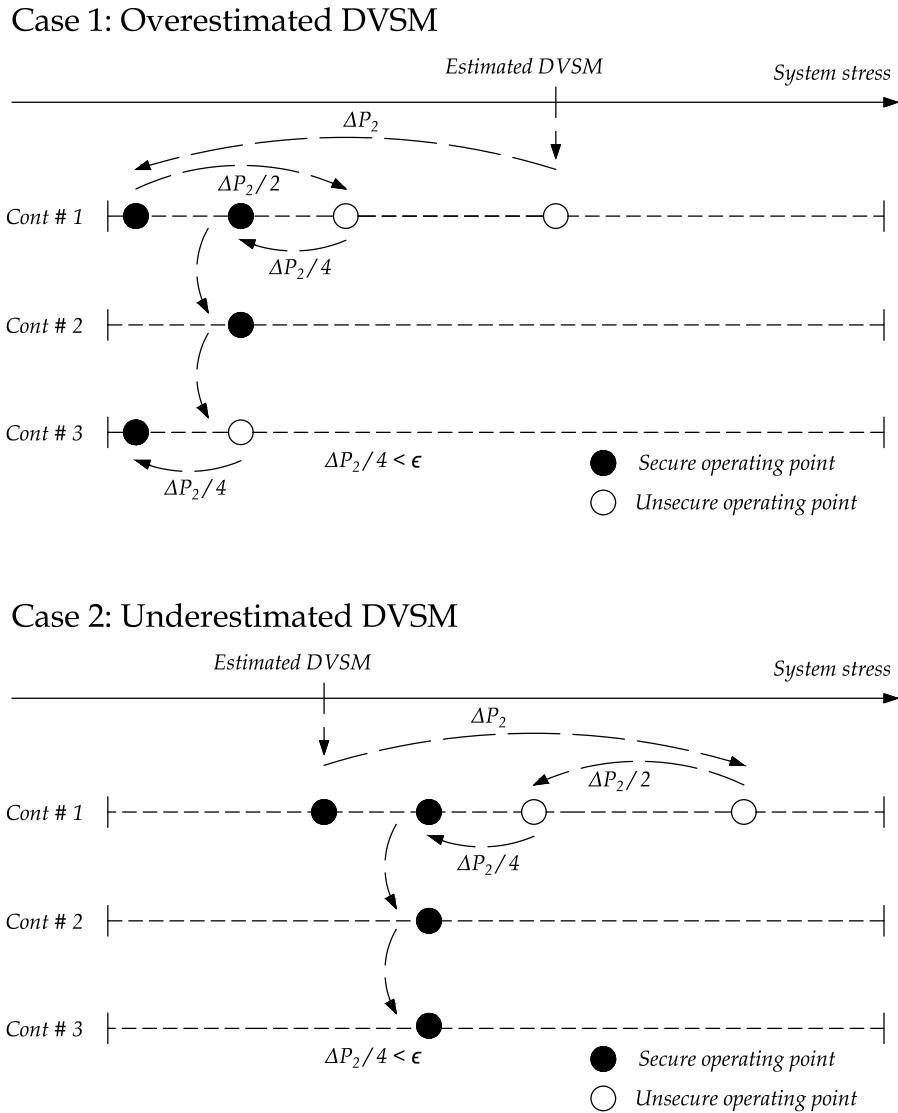 Case 1: Overestimated DVSM
Estimated DVSM
System stress
ΔP₂
ΔP₂/2
Cont # 1
ΔP₂/4
Cont # 2
Cont # 3
ΔP₂/4 < ϵ
Secure operating point
ΔP₂/4
Unsecure operating point
Case 2: Underestimated DVSM
Estimated DVSM
System stress
ΔP₂
ΔP₂/2
Cont # 1
ΔP₂/4
Cont # 2
Cont # 3
ΔP₂/4 < ϵ
Secure operating point
Unsecure operating point